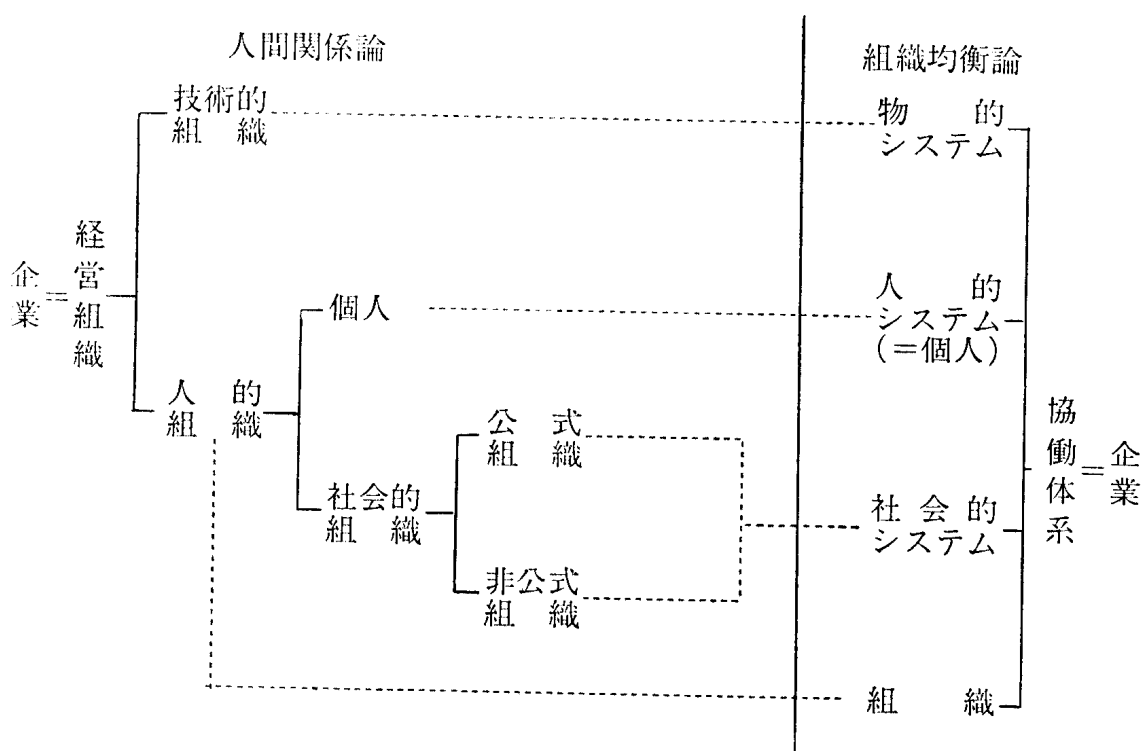 人間関係論
組織均衡論
技術的
組織
物的
システム
企業＝経営組織
個人
人的
システム
（＝個人）
人的
組織
公式
組織
社会的
組織
社会的
システム
非公式
組織
組織
協働体系＝企業